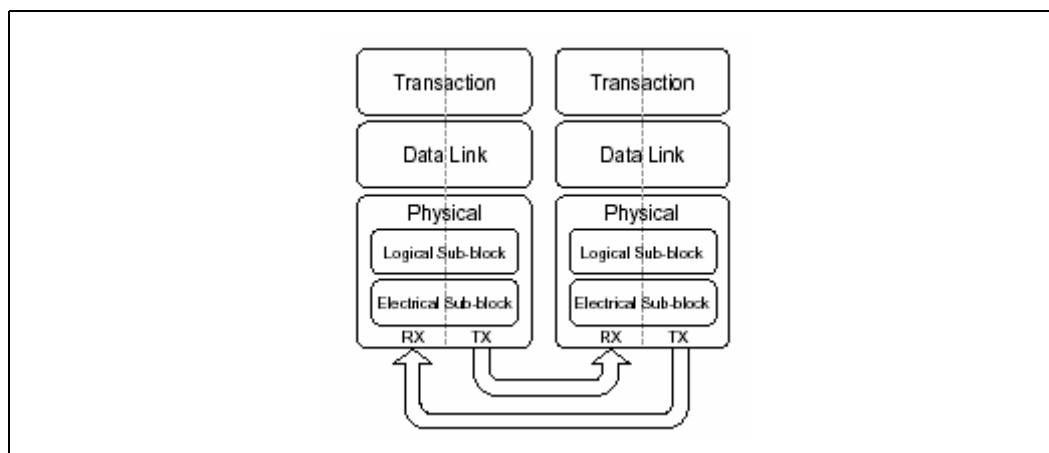 Transaction
Transaction
Data Link
Data Link
Physical
Physical
Logical Sub-block
Logical Sub-block
Electrical Sub-block
Electrical Sub-block
RX TX
RX TX